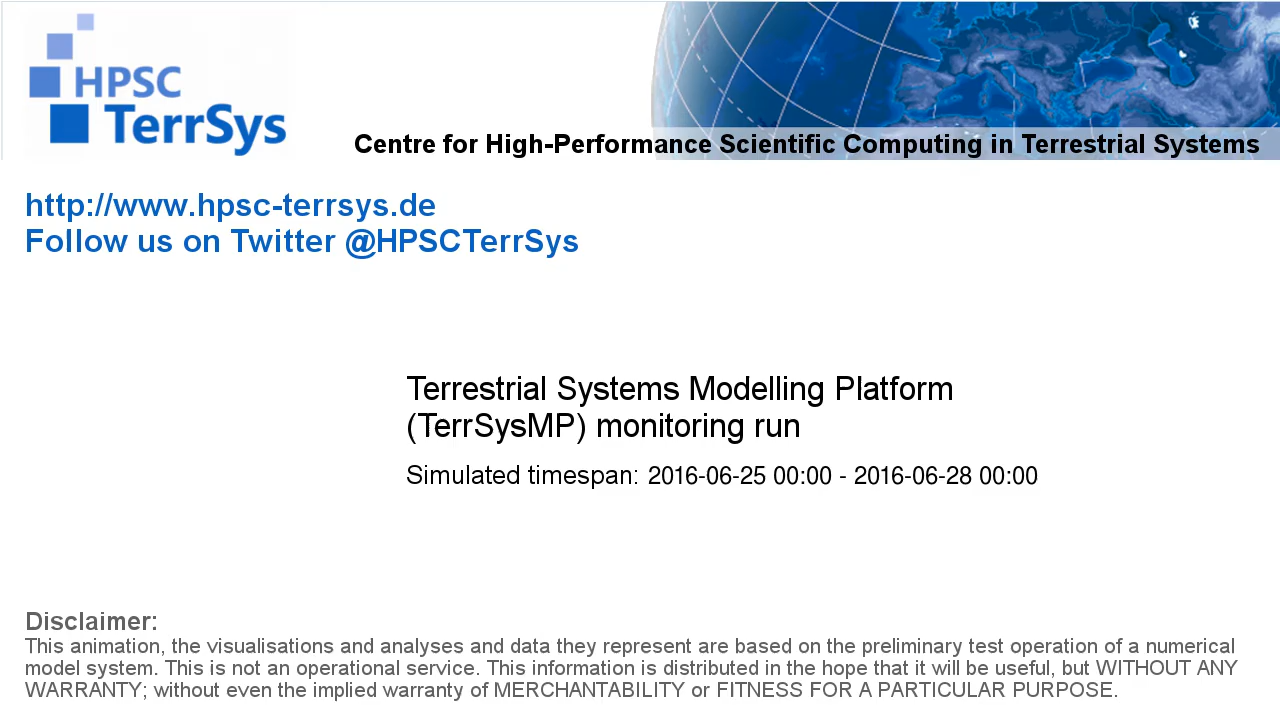 HPSC
TerrSys
Centre for High-Performance Scientific Computing in Terrestrial Systems
http://www.hpsc-terrsys.de
Follow us on Twitter @HPSCTerrSys
Terrestrial Systems Modelling Platform
(TerrSysMP) monitoring run
Simulated timespan: 2016-06-25 00:00 - 2016-06-28 00:00
Disclaimer:
This animation, the visualisations and analyses and data they represent are based on the preliminary test operation of a numerical
model system. This is not an operational service. This information is distributed in the hope that it will be useful, but WITHOUT ANY
WARRANTY; without even the implied warranty of MERCHANTABILITY or FITNESS FOR A PARTICULAR PURPOSE.